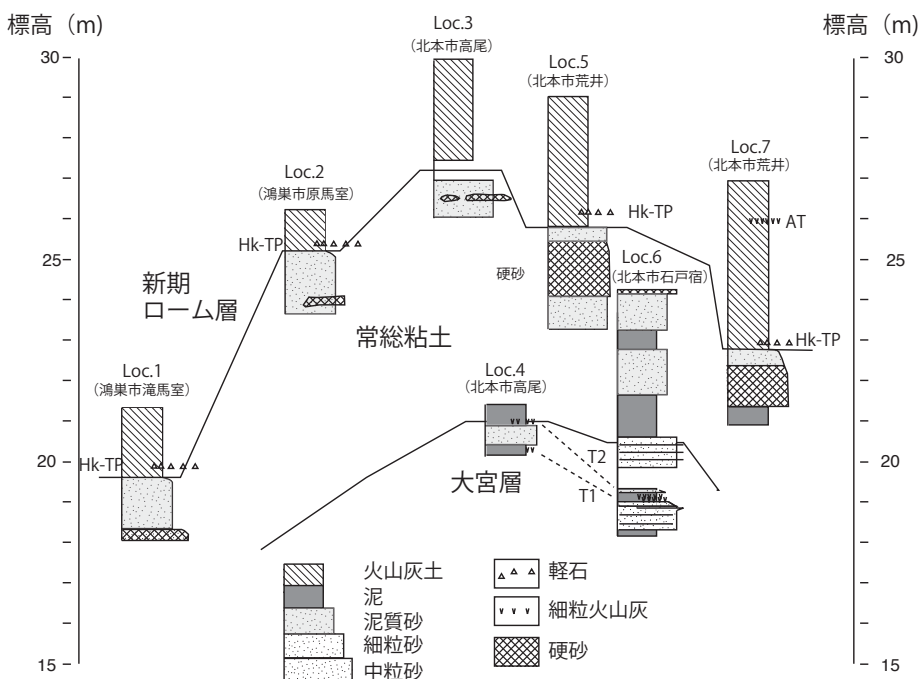 標高（m)
標高（m)
30
30
25
25
20
20
15
15
Loc.3
(北本市高尾)
Loc.5
(北本市荒井)
Loc.7
(北本市荒井)
Loc.2
(鴻巣市原馬室)
Hk-TP
Hk-TP
AT
Loc.6
(北本市石戸宿)
硬砂
新期
ローム層
常総粘土
Hk-TP
Loc.1
(鴻巣市滝馬室)
Loc.4
(北本市高尾)
Hk-TP
大宮層
T2
T1
火山灰土
泥
泥質砂
細粒砂
中粒砂
軽石
細粒火山灰
硬砂